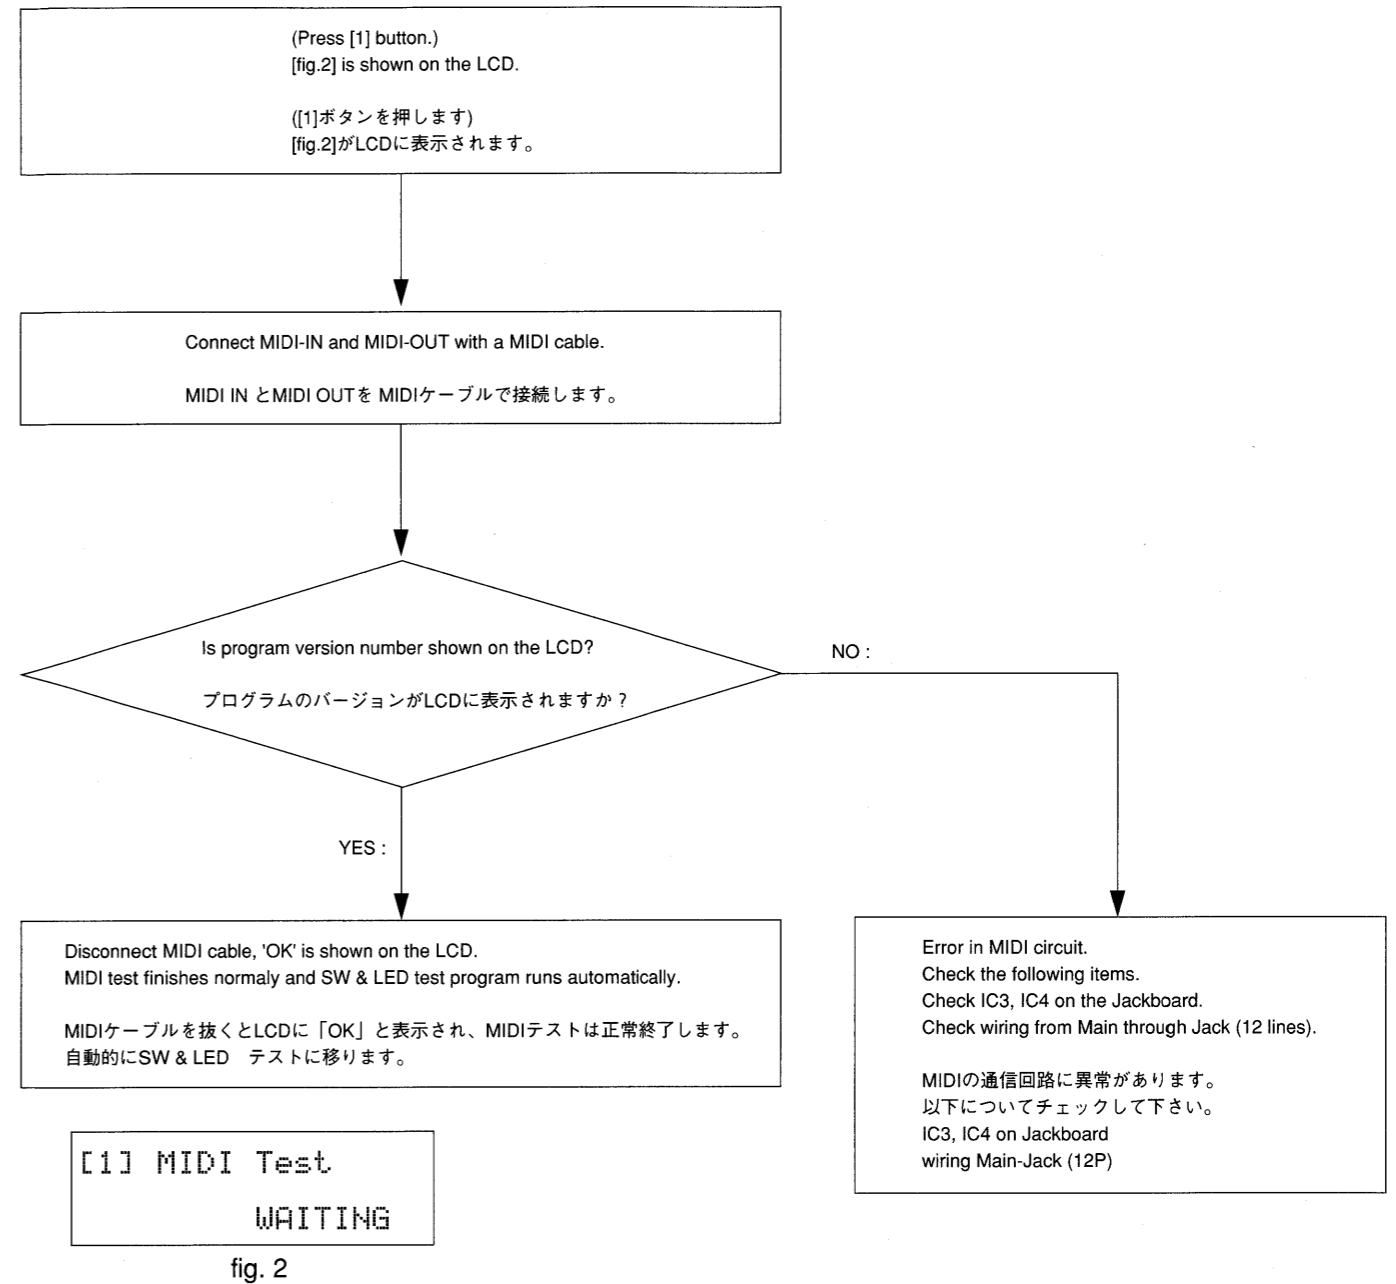 (Press [1] button.)
[fig.2] is shown on the LCD.
([1]ボタンを押します)
[fig.2]がLCDに表示されます。
Connect MIDI-IN and MIDI-OUT with a MIDI cable.
MIDI IN とMIDI OUTを MIDIケーブルで接続します。
Is program version number shown on the LCD?
プログラムのバージョンがLCDに表示されますか？
NO :
YES :
Disconnect MIDI cable, 'OK' is shown on the LCD.
MIDI test finishes normaly and SW & LED test program runs automatically.
MIDIケーブルを抜くとLCDに「OK」と表示され、MIDIテストは正常終了します。
自動的にSW & LED　テストに移ります。
Error in MIDI circuit.
Check the following items.
Check IC3, IC4 on the Jackboard.
Check wiring from Main through Jack (12 lines).
MIDIの通信回路に異常があります。
以下についてチェックして下さい。
IC3, IC4 on Jackboard
wiring Main-Jack (12P)
[1] MIDI Test
WAITING
fig. 2